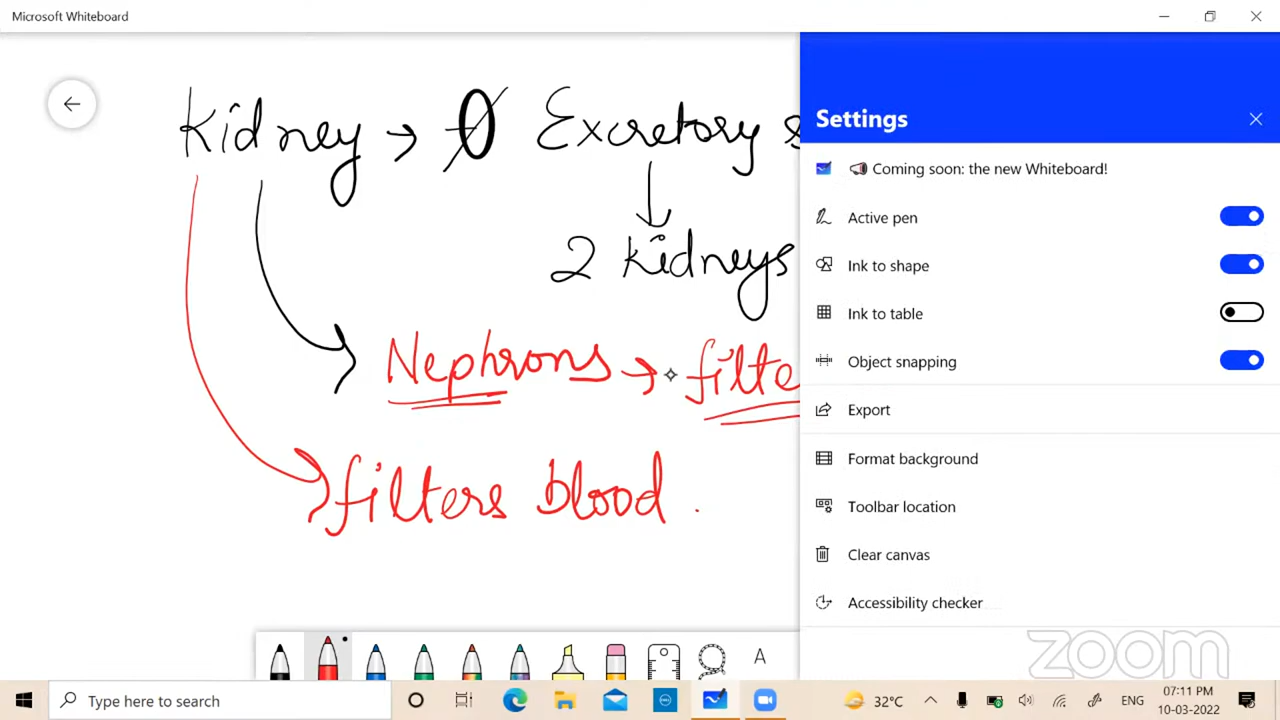 Microsoft Whiteboard
Kidney → Excretory
2 kidneys
Nephrons → filte
filters blood.
Settings
Coming soon: the new Whiteboard!
Active pen
Ink to shape
Ink to table
Object snapping
Export
Format background
Toolbar location
Clear canvas
Accessibility checker
zoom
A
Type here to search
32°C
ENG
07:11 PM
10-03-2022